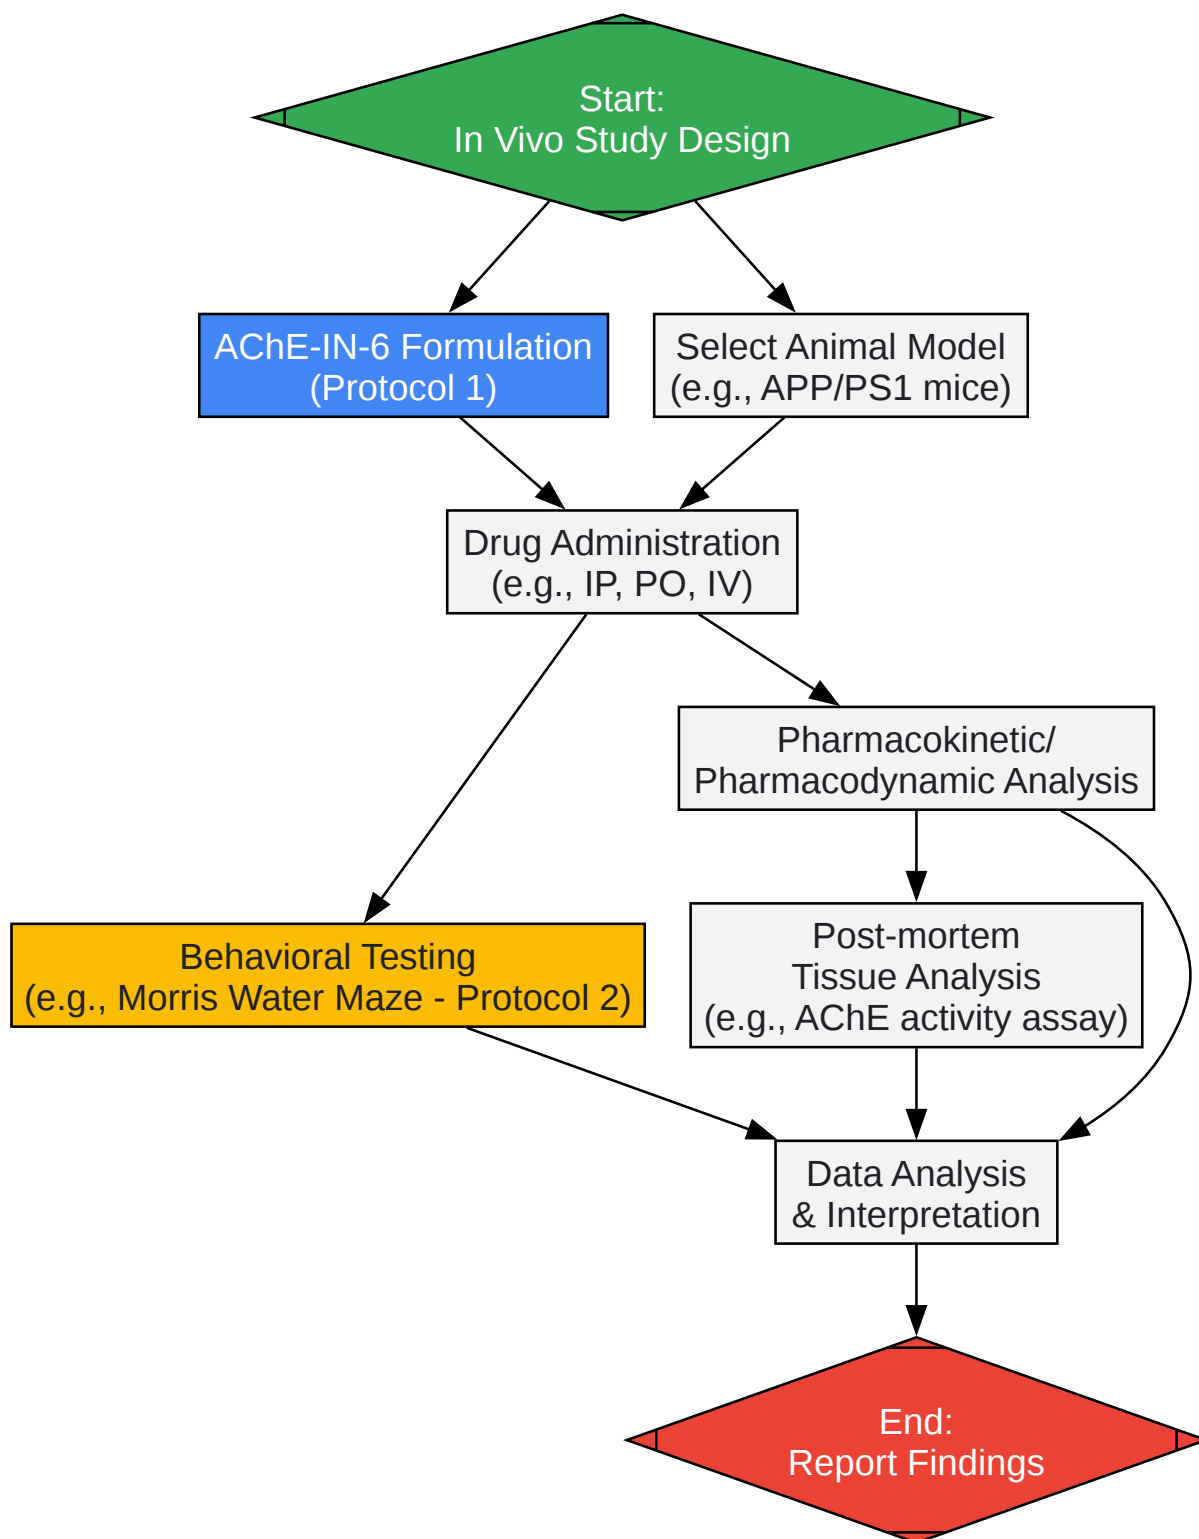 Start:
In Vivo Study Design
AChE-IN-6 Formulation
(Protocol 1)
Select Animal Model
(e.g., APP/PS1 mice)
Drug Administration
(e.g., IP, PO, IV)
Pharmacokinetic/
Pharmacodynamic Analysis
Behavioral Testing
(e.g., Morris Water Maze - Protocol 2)
Post-mortem
Tissue Analysis
(e.g., AChE activity assay)
Data Analysis
& Interpretation
End:
Report Findings